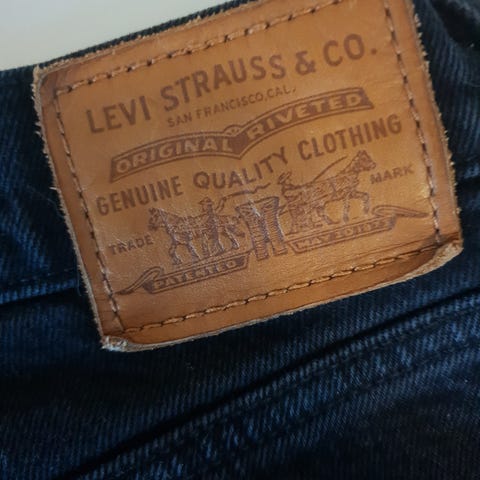 LEVI STRAUSS & CO.
SAN FRANCISCO, CAL.
ORIGINAL RIVETED
GENUINE QUALITY CLOTHING
TRADE MARK
PATENTED MAY 20 1873